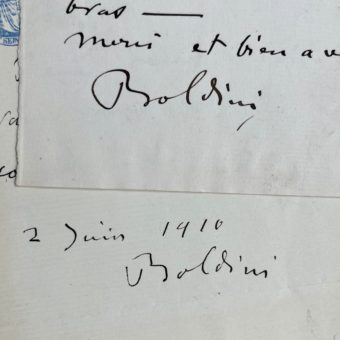 bras —
Merci et bien a v
Boldini
2 Juin 1910
Boldini